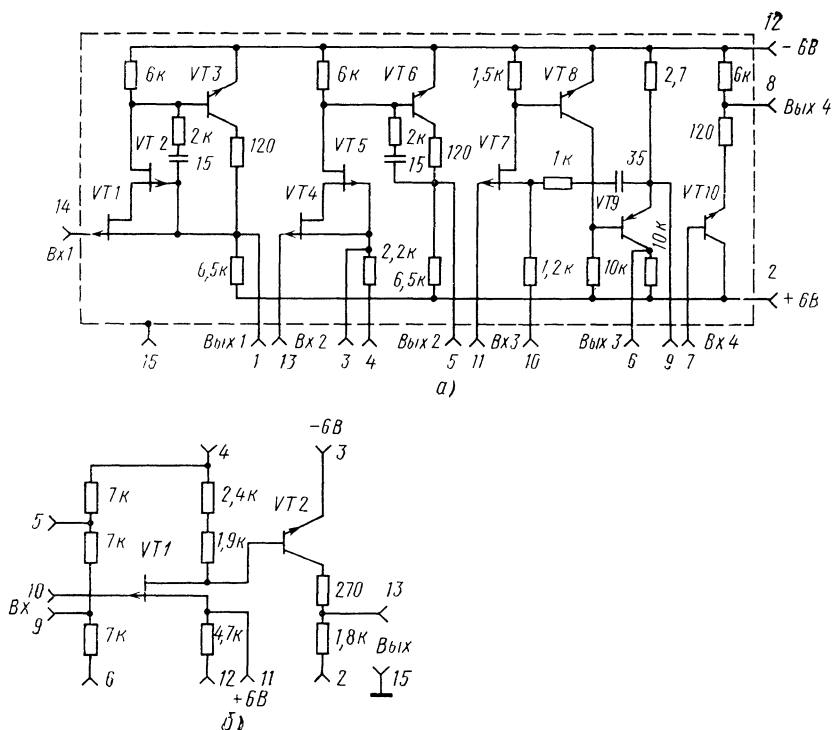 12
VT3
VT6
- 6В
6к
6к
1,5к
VT8
2,7
6к
8
Вых 4
2к
2к
VT2
VT5
VT7
120
15
120
15
120
1к
35
VT1
VT4
VT9
VT10
14
Вх1
10к
6,5к
2,2к
6,5к
1,2к
10к
2
+ 6В
15
Вых 1
1
13
Вх 2
3
4
Вых 2
5
11
Вх 3
10
Вых 3
6
9
Вх 4
7
а)
-6В
4
3
7к
2,4к
VT2
5
7к
VT1
1,9к
10
270
13
Вх
9
7к
4,7к
1,8к
Вых
6
12
11
2
15
+6В
б)